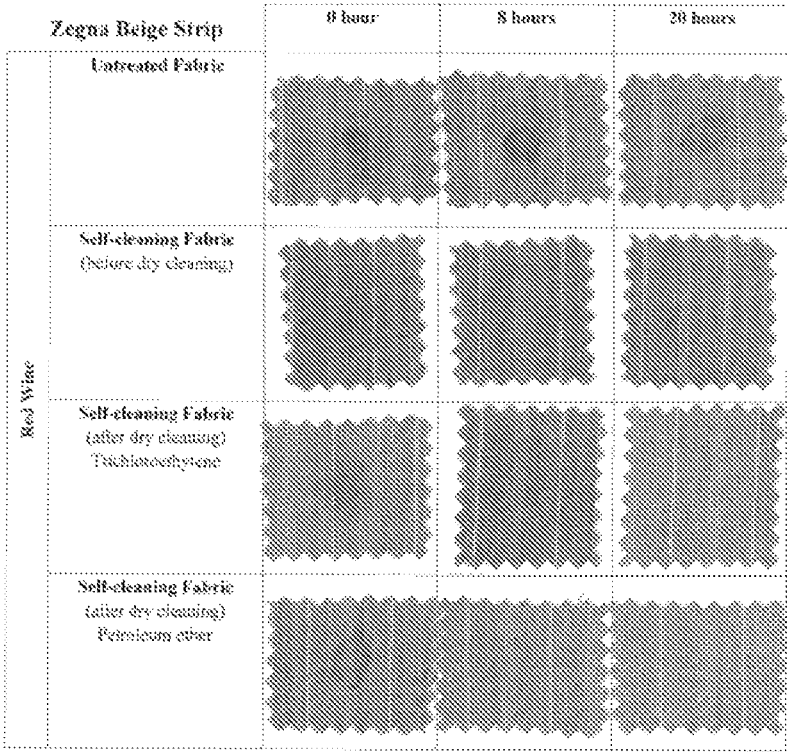 Zegna Beige Strip
0 hour
8 hours
20 hours
Red Wine
Untreated Fabric
Self-cleaning Fabric
(before dry cleaning)
Self-cleaning Fabric
(after dry cleaning)
Trichloroethylene
Self-cleaning Fabric
(after dry cleaning)
Petroleum ether